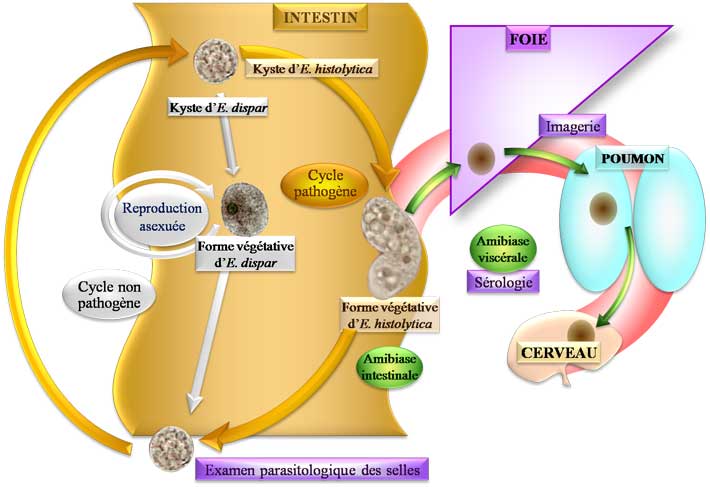 INTESTIN
Kyste d'E. histolytica
Kyste d'E. dispar
FOIE
Imagerie
POUMON
Cycle
pathogène
Reproduction
asexuée
Forme végétative
d'E. dispar
Cycle non
pathogène
Amibiase
viscérale
Sérologie
Forme végétative
d'E. histolytica
Amibiase
intestinale
CERVEAU
Examen parasitologique des selles